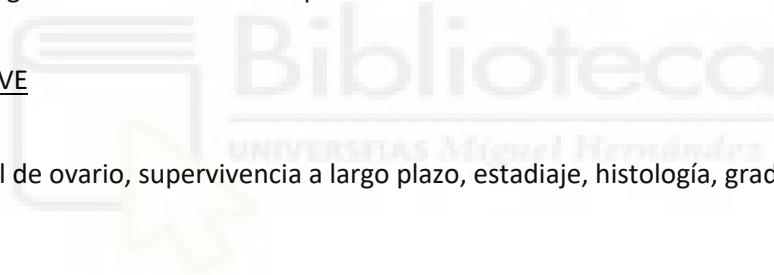 VE
Biblioteca
UNIVERSITAS Miguel Hernández
l de ovario, supervivencia a largo plazo, estadiaje, histología, grad